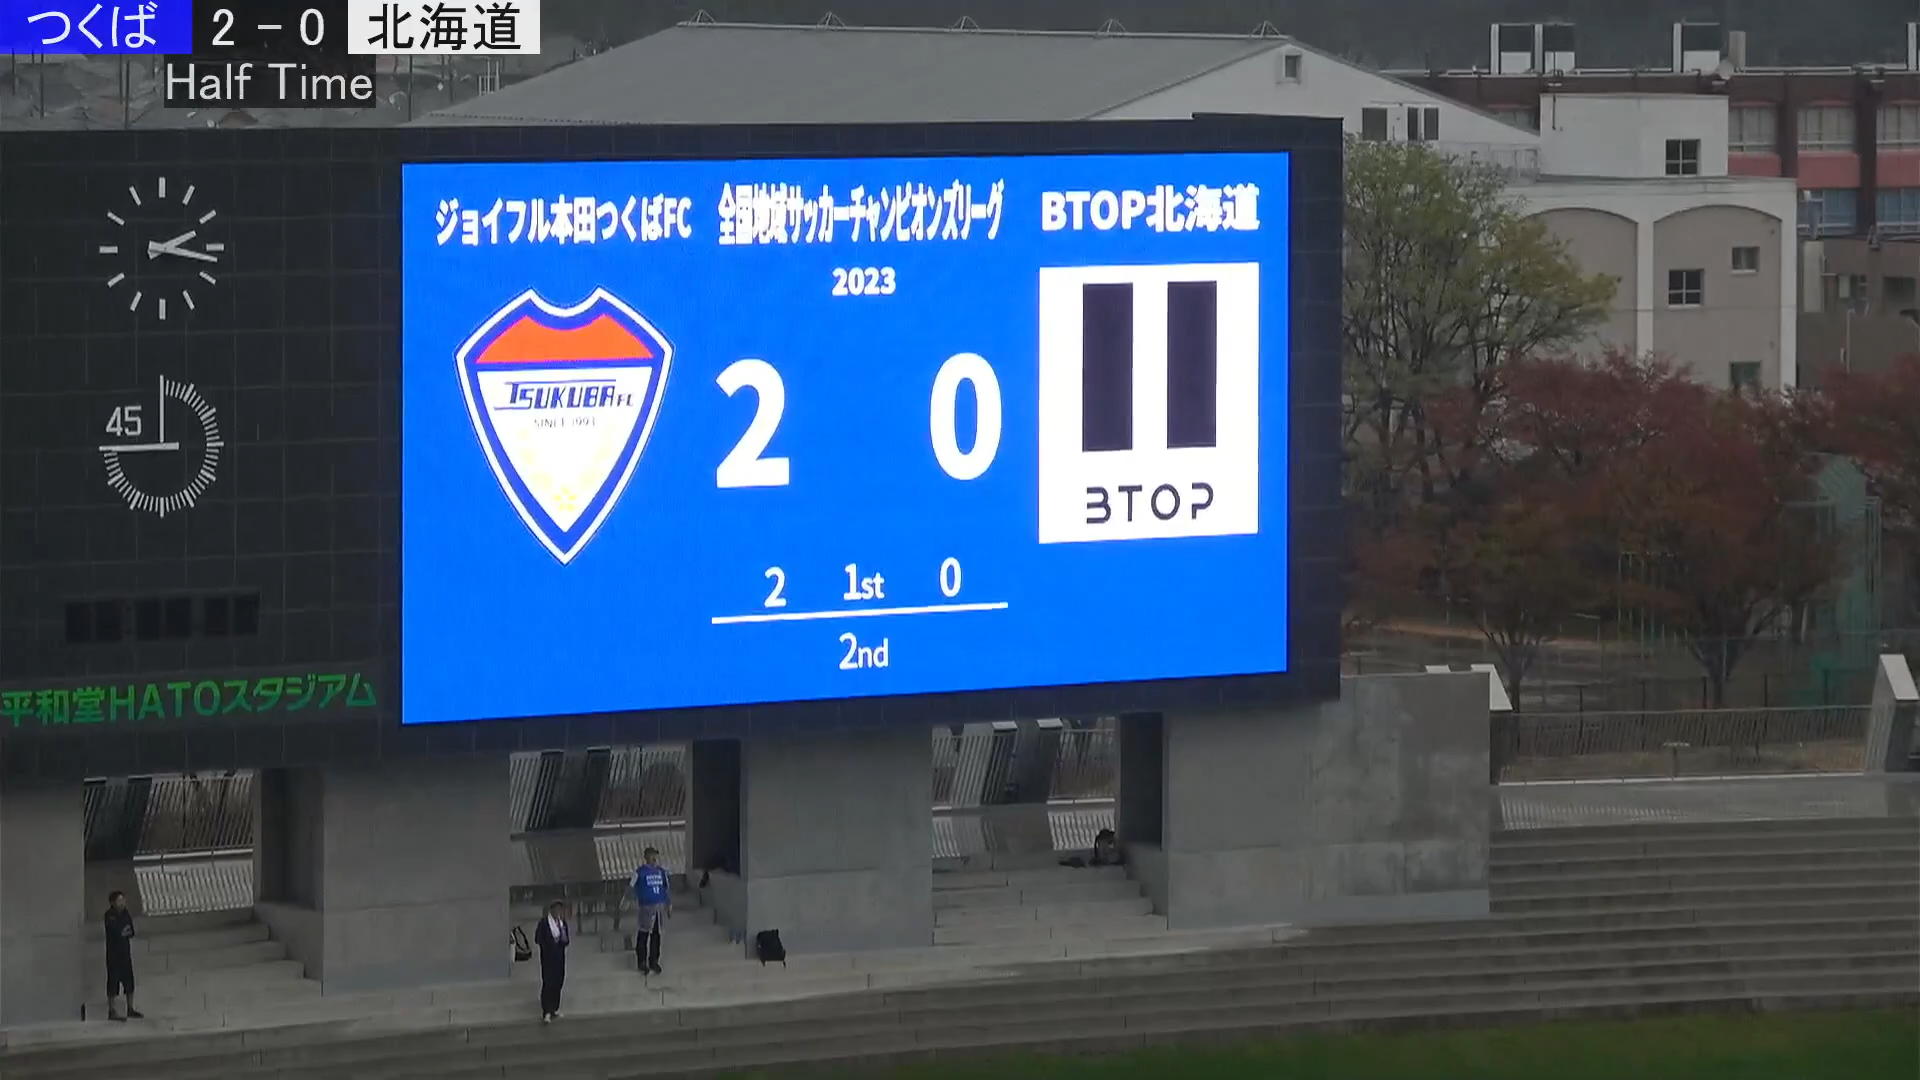 つくば 2 - 0 北海道
Half Time
ジョイフル本田つくばFC 全国地域サッカーチャンピオンズリーグ BTOP北海道
2023
TSUKUBA FC
SINCE 1993
2 0
BTOP
45
2 1st 0
2nd
平和堂HATOスタジアム